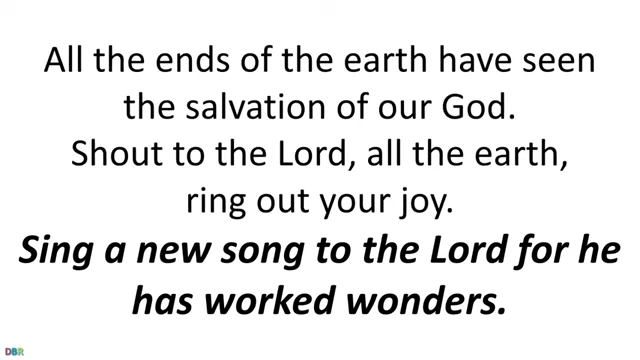 All the ends of the earth have seen
the salvation of our God.
Shout to the Lord, all the earth,
ring out your joy.
Sing a new song to the Lord for he
has worked wonders.
DBR